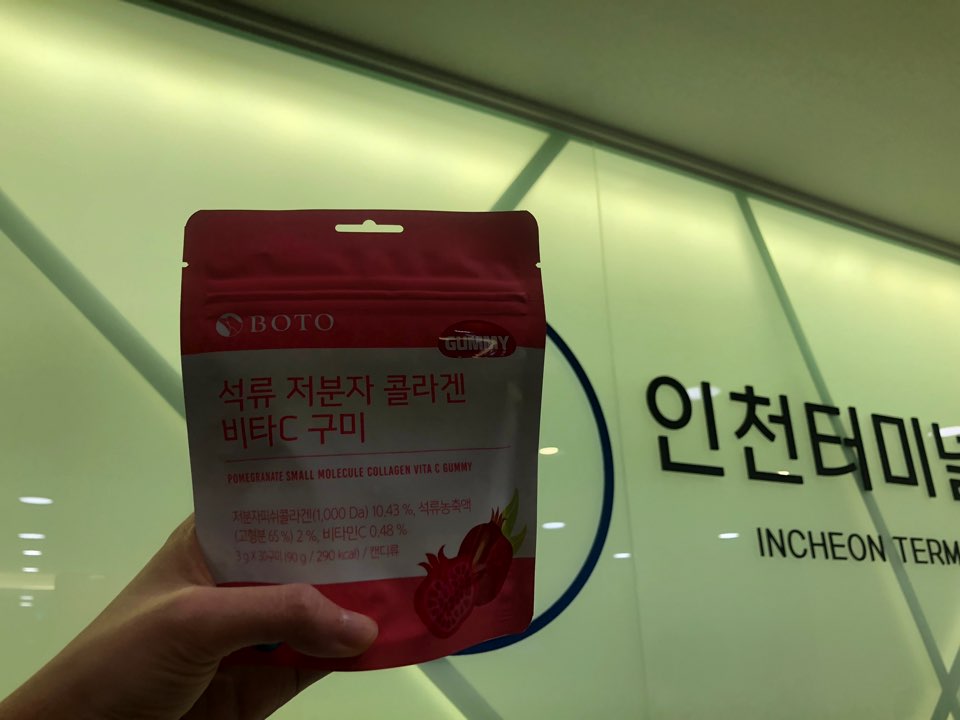 BOTO
GUMMY
석류 저분자 콜라겐
비타C 구미
POMEGRANATE SMALL MOLECULE COLLAGEN VITA C GUMMY
저분자피쉬콜라겐(1,000 Da) 10.43 %, 석류농축액
(고형분 65 %) 2 %, 비타민C 0.48 %
3 g X 30구미 (90 g / 290 kcal) / 캔디류
인천터미널
INCHEON TERM